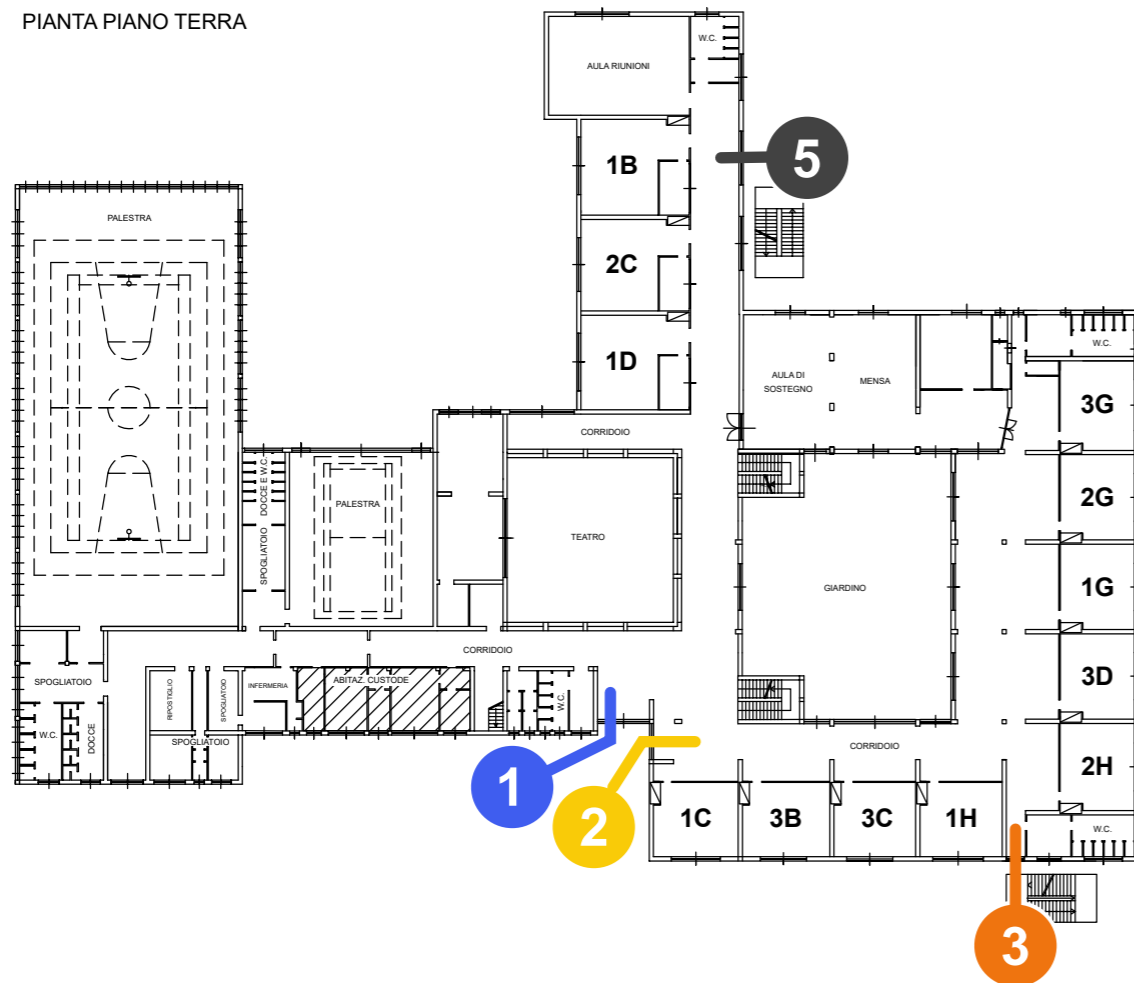 PIANTA PIANO TERRA
W.C.
AULA RIUNIONI
1B
5
PALESTRA
2C
1D
AULA DI
SOSTEGNO
MENSA
W.C.
3G
CORRIDOIO
DOCCE E W.C.
PALESTRA
SPOGLIATOIO
TEATRO
2G
GIARDINO
1G
CORRIDOIO
SPOGLIATOIO
RIPOSTIGLIO
SPOGLIATOIO
INFERMERIA
ABITAZ. CUSTODE
W.C.
3D
W.C.
DOCCE
SPOGLIATOIO
CORRIDOIO
1
2
2H
1C
3B
3C
1H
W.C.
3